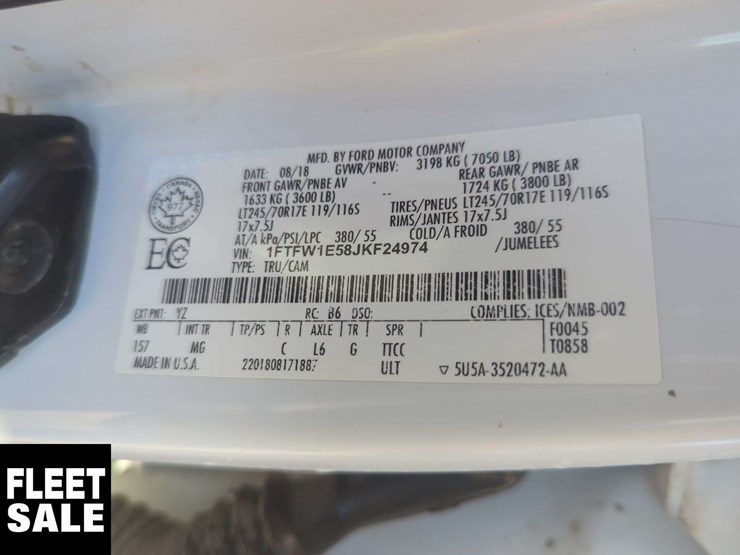 MFD. BY FORD MOTOR COMPANY
DATE: 08/18 GVWR/PNBV: 3198 KG ( 7050 LB)
FRONT GAWR/PNBE AV REAR GAWR/ PNBE AR
1633 KG ( 3600 LB) - 1724 KG ( 3800 LB)
LT245/70R17E 119/116S TIRES/PNEUS LT245/70R17E 119/116S
17x7.5J RIMS/JANTES 17x7.5J
AT/A kPa/PSI/LPC 380/ 55 COLD/A FROID 380/ 55
VIN: 1FTFW1E58JKF24974 /JUMELEES
TYPE: TRU/CAM
CANADA
TRANSPORT
EC
EXT PNT: YZ RC: B6 DSO: COMPLIES: ICES/NMB-002
WB INT TR TP/PS R AXLE TR SPR F0045
157 MG C L6 G TTCC T0858
MADE IN U.S.A. 220180817188 ULT ▽ 5U5A-3520472-AA
FLEET
SALE